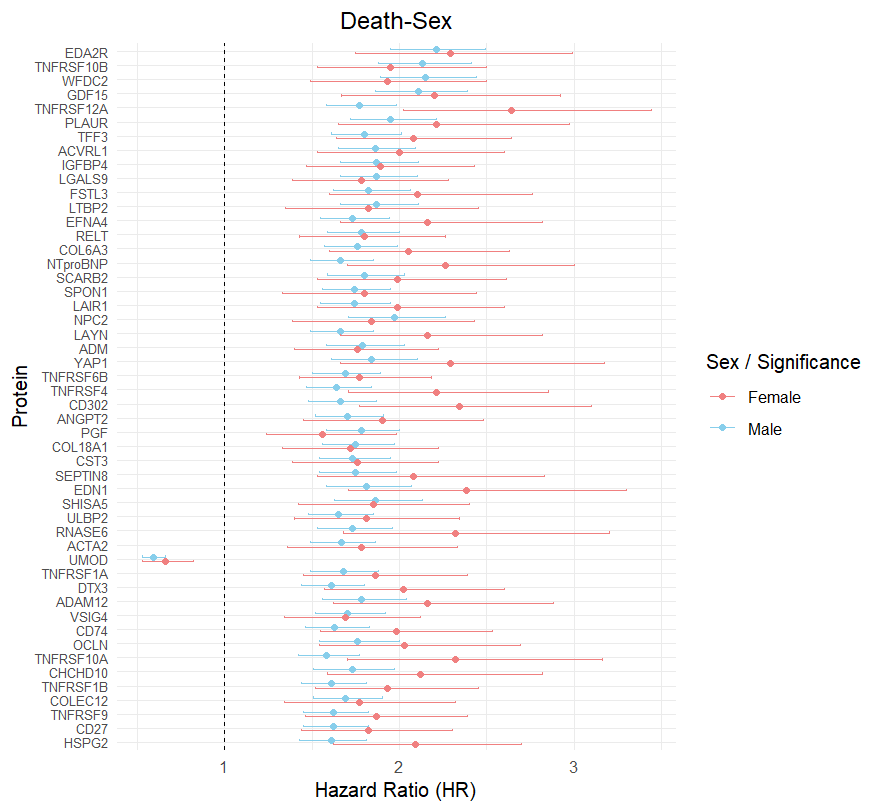 Death-Sex
Protein
EDA2R
TNFRSF10B
WFDC2
GDF15
TNFRSF12A
PLAUR
TFF3
ACVRL1
IGFBP4
LGALS9
FSTL3
LTBP2
EFNA4
RELT
COL6A3
NTproBNP
SCARB2
SPON1
LAIR1
NPC2
LAYN
ADM
YAP1
TNFRSF6B
TNFRSF4
CD302
ANGPT2
PGF
COL18A1
CST3
SEPTIN8
EDN1
SHISA5
ULBP2
RNASE6
ACTA2
UMOD
TNFRSF1A
DTX3
ADAM12
VSIG4
CD74
OCLN
TNFRSF10A
CHCHD10
TNFRSF1B
COLEC12
TNFRSF9
CD27
HSPG2
1 2 3
Hazard Ratio (HR)
Sex / Significance
Female
Male